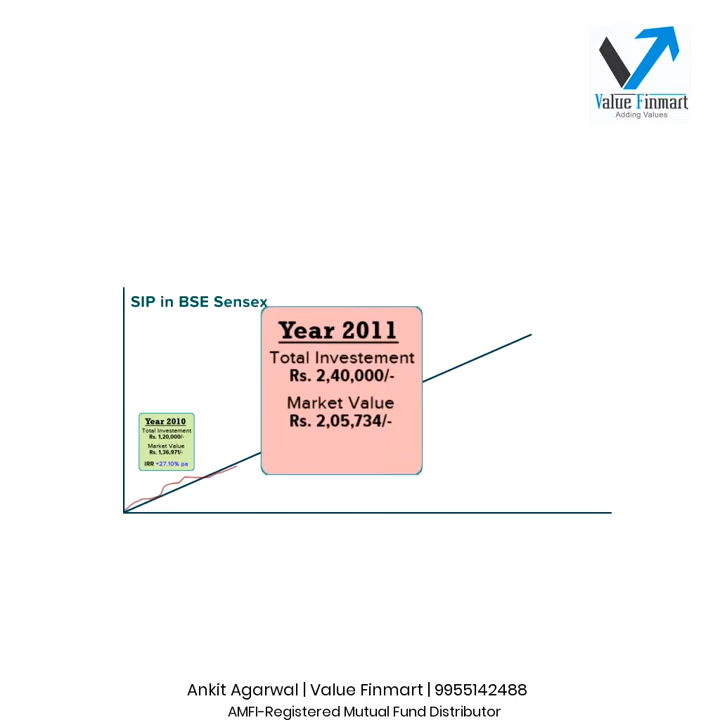 Value Finmart
Adding Values
SIP in BSE Sensex
Year 2011
Total Investement
Rs. 2,40,000/-
Market Value
Rs. 2,05,734/-
Year 2010
Total Investement
Rs. 1,20,000/-
Market Value
Rs. 1,36,971/-
IRR +27.10% pa
Ankit Agarwal | Value Finmart | 9955142488
AMFI-Registered Mutual Fund Distributor